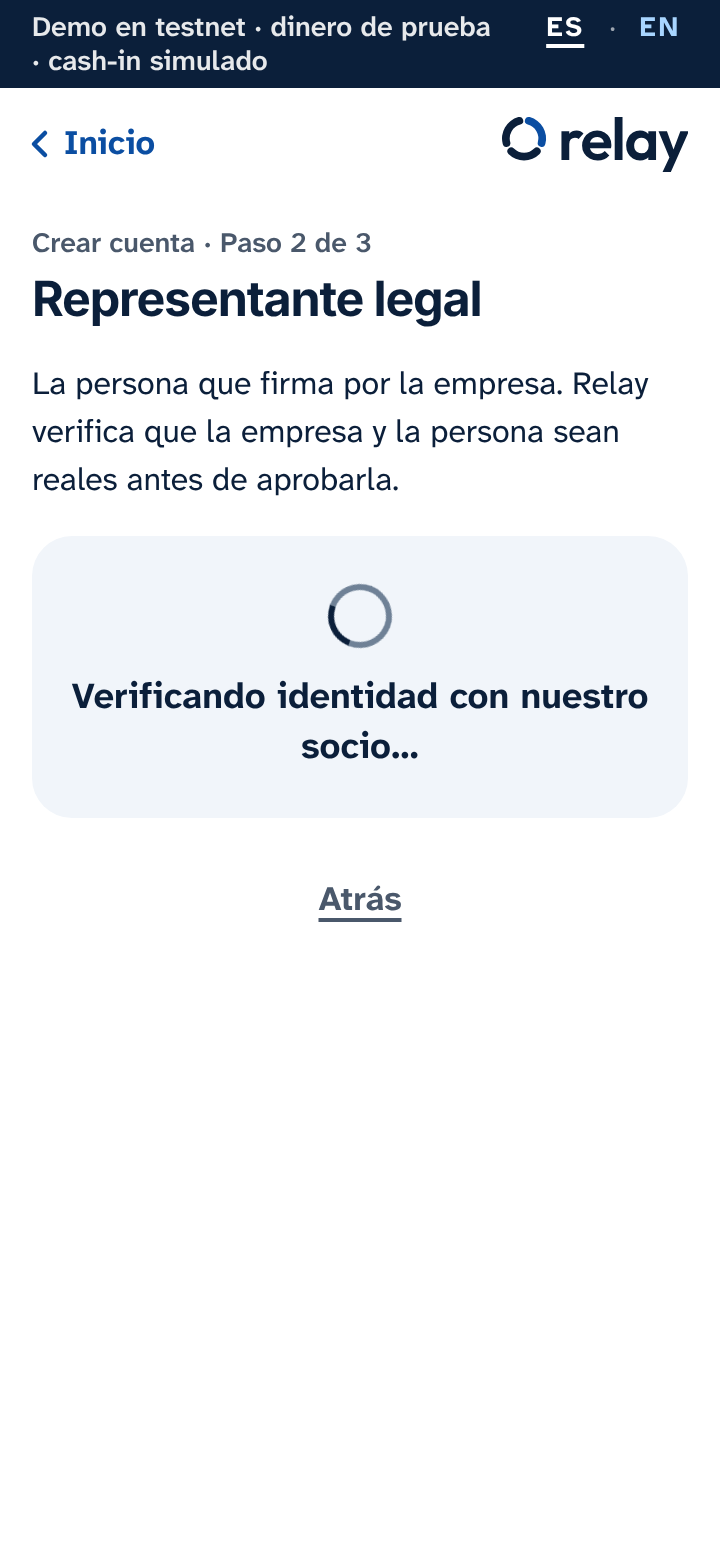 Demo en testnet · dinero de prueba
· cash-in simulado
ES · EN
Inicio
relay
Crear cuenta · Paso 2 de 3
Representante legal
La persona que firma por la empresa. Relay
verifica que la empresa y la persona sean
reales antes de aprobarla.
Verificando identidad con nuestro
socio...
Atrás